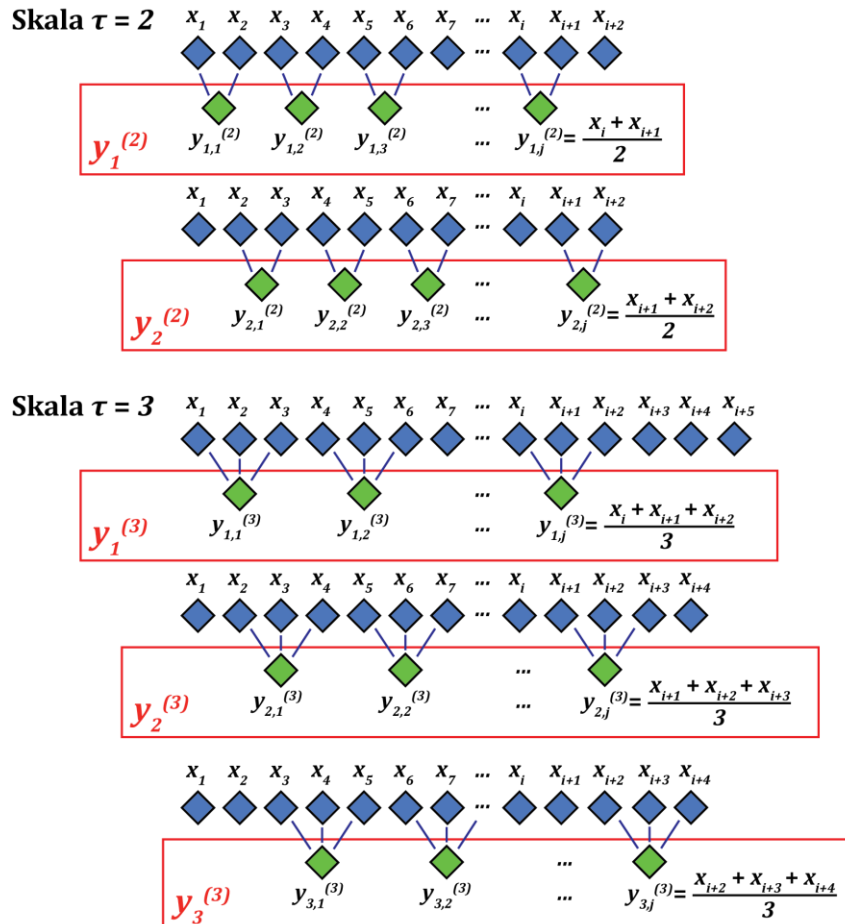 Skala τ = 2 x₁ x₂ x₃ x₄ x₅ x₆ x₇ ... xᵢ xᵢ₊₁ xᵢ₊₂
...
...
y₁⁽²⁾ y₁,₁⁽²⁾ y₁,₂⁽²⁾ y₁,₃⁽²⁾ ... y₁,ⱼ⁽²⁾ = (xᵢ + xᵢ₊₁)/2
x₁ x₂ x₃ x₄ x₅ x₆ x₇ ... xᵢ xᵢ₊₁ xᵢ₊₂
...
...
y₂⁽²⁾ y₂,₁⁽²⁾ y₂,₂⁽²⁾ y₂,₃⁽²⁾ ... y₂,ⱼ⁽²⁾ = (xᵢ₊₁ + xᵢ₊₂)/2
Skala τ = 3 x₁ x₂ x₃ x₄ x₅ x₆ x₇ ... xᵢ xᵢ₊₁ xᵢ₊₂ xᵢ₊₃ xᵢ₊₄ xᵢ₊₅
...
...
y₁⁽³⁾ y₁,₁⁽³⁾ y₁,₂⁽³⁾ ... y₁,ⱼ⁽³⁾ = (xᵢ + xᵢ₊₁ + xᵢ₊₂)/3
x₁ x₂ x₃ x₄ x₅ x₆ x₇ ... xᵢ xᵢ₊₁ xᵢ₊₂ xᵢ₊₃ xᵢ₊₄
...
...
y₂⁽³⁾ y₂,₁⁽³⁾ y₂,₂⁽³⁾ ... y₂,ⱼ⁽³⁾ = (xᵢ₊₁ + xᵢ₊₂ + xᵢ₊₃)/3
x₁ x₂ x₃ x₄ x₅ x₆ x₇ ... xᵢ xᵢ₊₁ xᵢ₊₂ xᵢ₊₃ xᵢ₊₄
...
...
y₃⁽³⁾ y₃,₁⁽³⁾ y₃,₂⁽³⁾ ... y₃,ⱼ⁽³⁾ = (xᵢ₊₂ + xᵢ₊₃ + xᵢ₊₄)/3